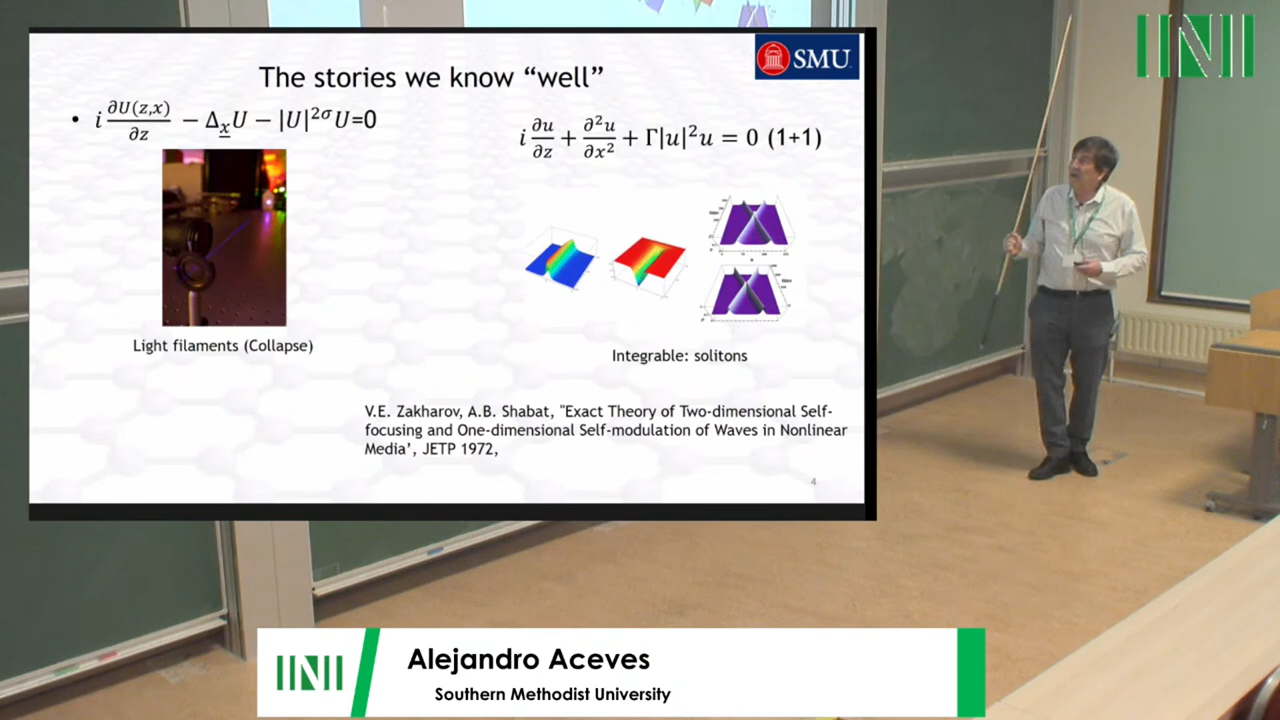 INI
SMU
The stories we know “well”
• i ∂U(z,x)/∂z − Δ_x U − |U|^{2σ} U=0
i ∂u/∂z + ∂²u/∂x² + Γ|u|²u = 0 (1+1)
Light filaments (Collapse)
Integrable: solitons
V.E. Zakharov, A.B. Shabat, "Exact Theory of Two-dimensional Self-
focusing and One-dimensional Self-modulation of Waves in Nonlinear
Media’, JETP 1972,
4
INI
Alejandro Aceves
Southern Methodist University